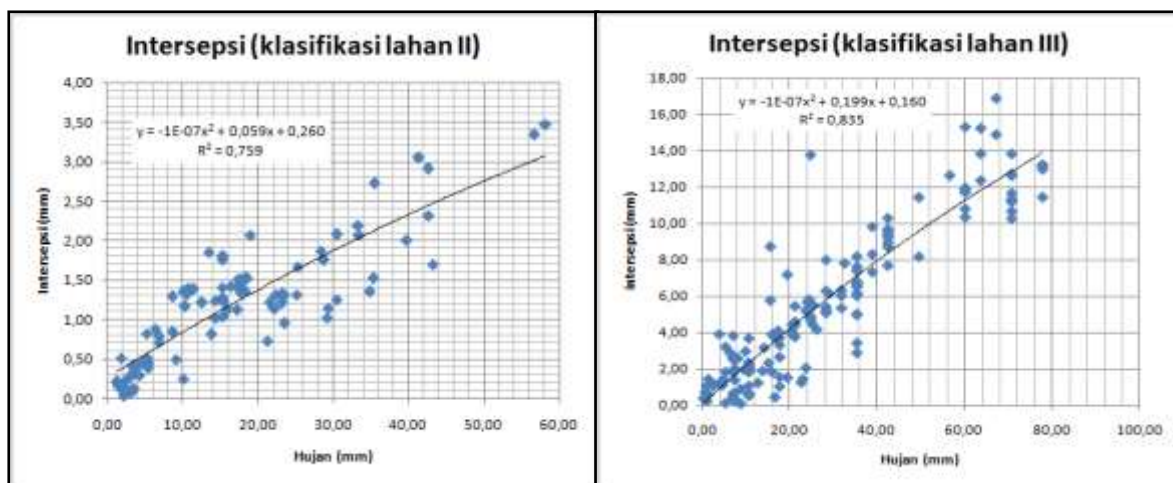 Intersepsi (klasifikasi lahan II)
4,00
3,50
3,00
2,50
2,00
1,50
1,00
0,50
0,00
Intersepsi (mm)
y = -1E-07x² + 0,059x + 0,260
R² = 0,759
0,00 10,00 20,00 30,00 40,00 50,00 60,00
Hujan (mm)
Intersepsi (klasifikasi lahan III)
18,00
16,00
14,00
12,00
10,00
8,00
6,00
4,00
2,00
0,00
Intersepsi (mm)
y = -1E-07x² + 0,199x + 0,160
R² = 0,835
0,00 20,00 40,00 60,00 80,00 100,00
Hujan (mm)